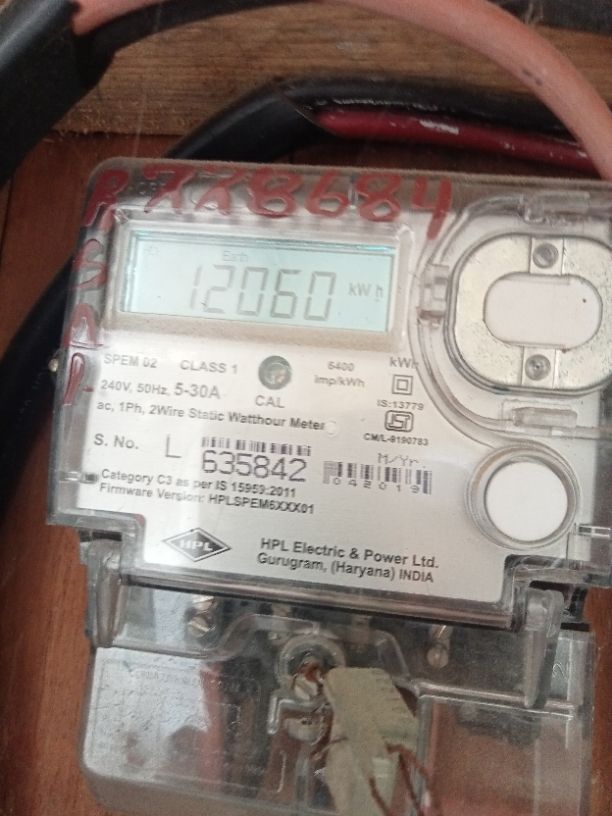 R 778684
S
D
P
Earth
12060 kWh
SPEM 02 CLASS 1 6400 imp/kWh kWh
240V, 50Hz, 5-30A CAL IS:13779
ac, 1Ph, 2Wire Static Watthour Meter CM/L-9190783
S. No. L 635842 M/Yr. 042019
Category C3 as per IS 15959:2011
Firmware Version: HPLSPEM6XXX01
HPL HPL Electric & Power Ltd.
Gurugram, (Haryana) INDIA